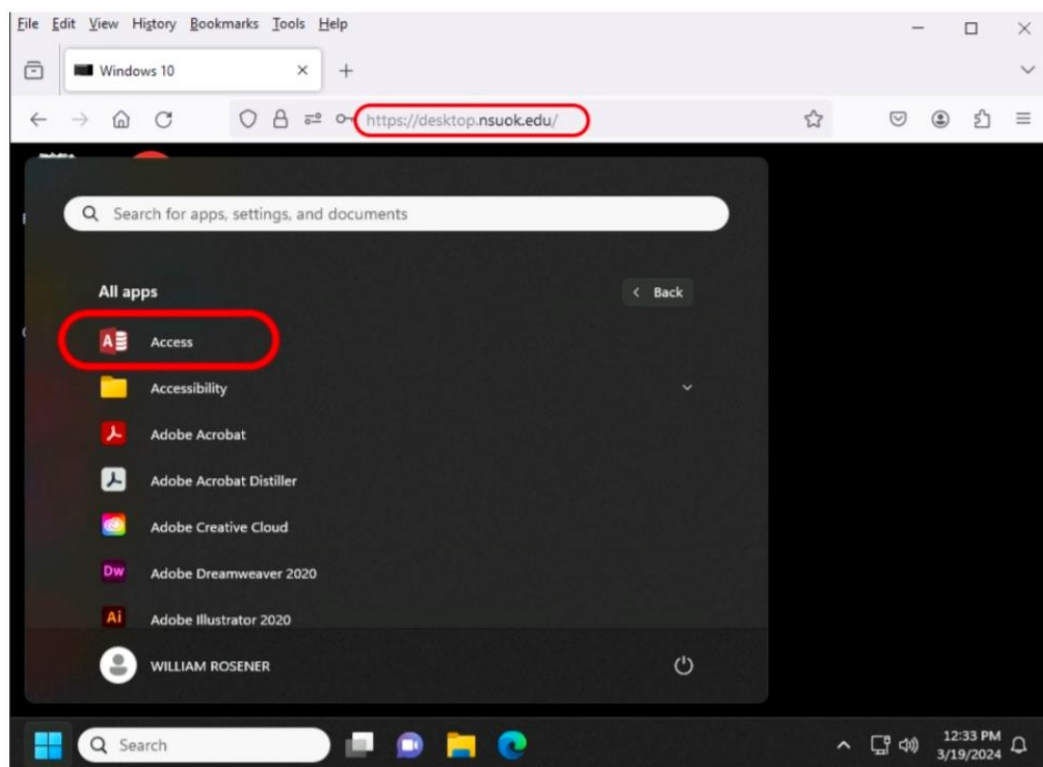 File Edit View History Bookmarks Tools Help
Windows 10
https://desktop.nsuok.edu/
Search for apps, settings, and documents
All apps
Back
A Access
Accessibility
Adobe Acrobat
Adobe Acrobat Distiller
Adobe Creative Cloud
Dw Adobe Dreamweaver 2020
Ai Adobe Illustrator 2020
WILLIAM ROSENER
Search
12:33 PM
3/19/2024